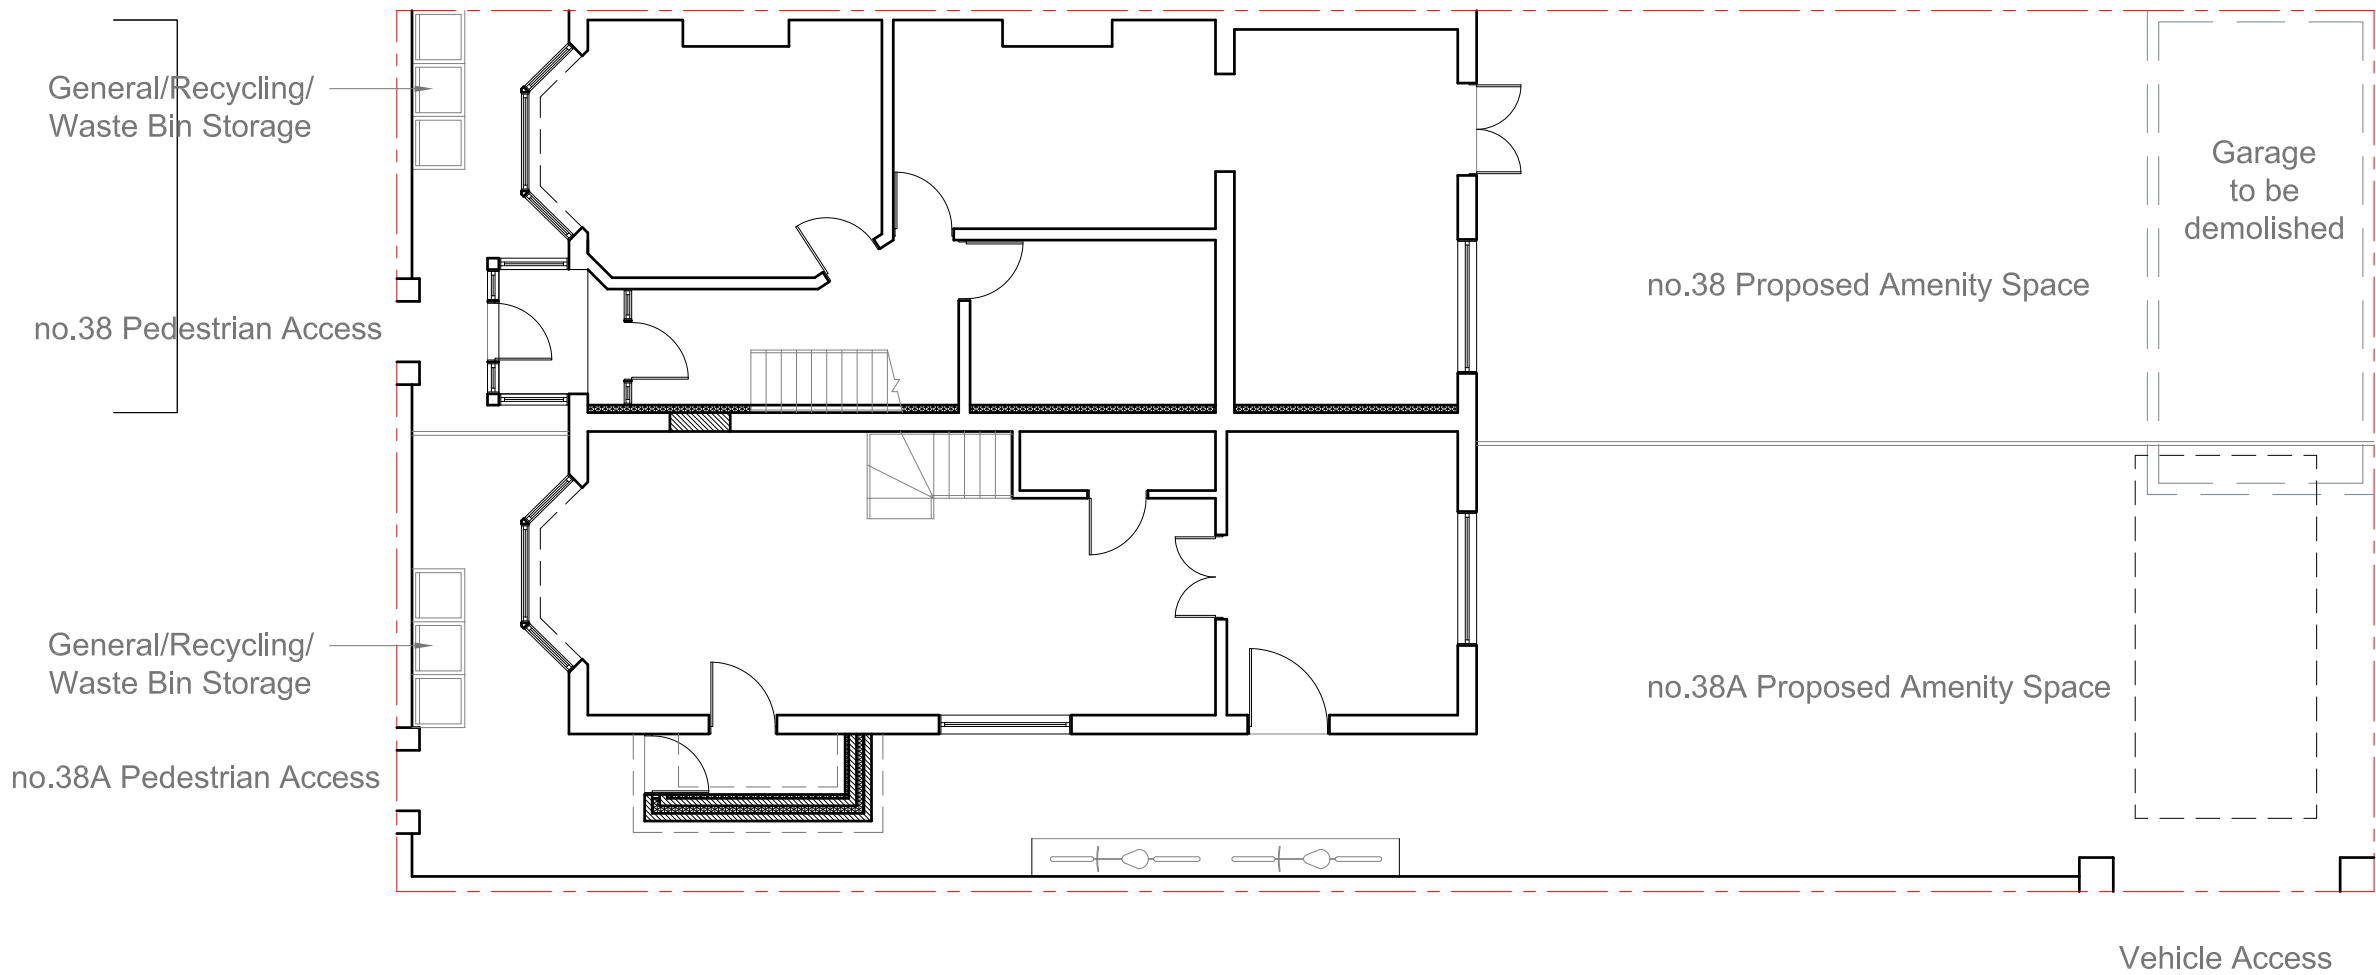 General/Recycling/
Waste Bin Storage
Garage
to be
demolished
no.38 Proposed Amenity Space
no.38 Pedestrian Access
General/Recycling/
Waste Bin Storage
no.38A Proposed Amenity Space
no.38A Pedestrian Access
Vehicle Access